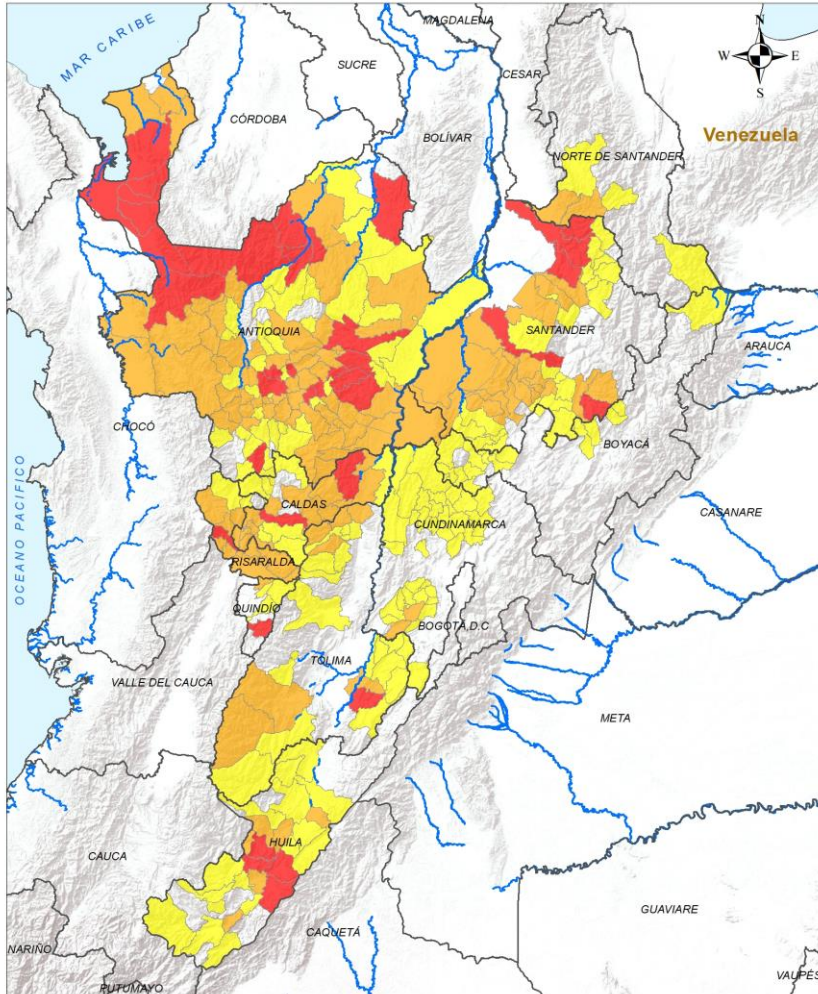 MAGDALENA
N
W E
S
MAR CARIBE
SUCRE
CESAR
CÓRDOBA
BOLÍVAR
Venezuela
NORTE DE SANTANDER
ANTIOQUIA
SANTANDER
ARAUCA
CHOCÓ
BOYACÁ
OCEANO PACIFICO
CALDAS
CASANARE
CUNDINAMARCA
RISARALDA
QUINDÍO
BOGOTÁ,D.C
TOLIMA
VALLE DEL CAUCA
META
HUILA
CAUCA
GUAVIARE
CAQUETÁ
NARIÑO
PUTUMAYO
VAUPÉS